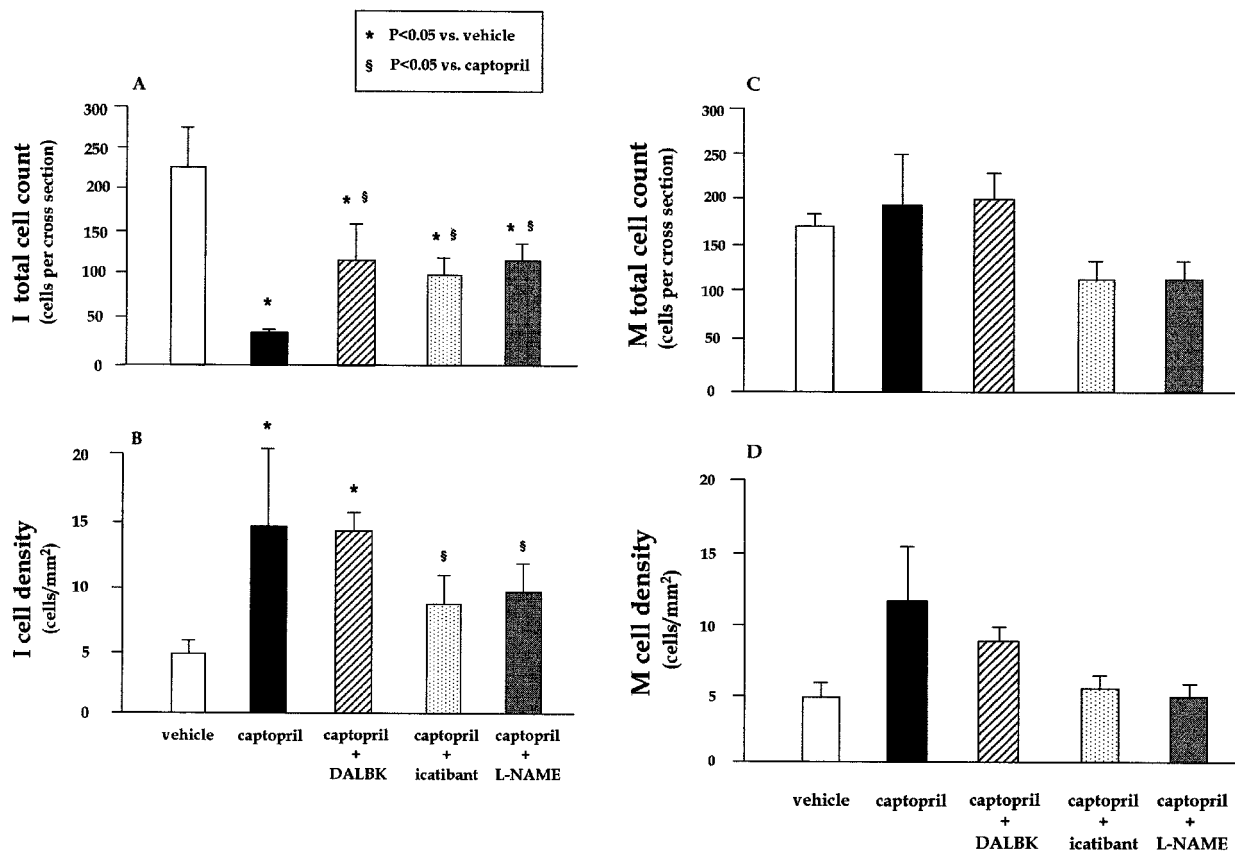 * P<0.05 vs. vehicle
§ P<0.05 vs. captopril
A
I total cell count
(cells per cross section)
300
250
200
150
100
50
0
*
* §
* §
* §
B
I cell density
(cells/mm²)
20
15
10
5
0
*
*
§
§
vehicle
captopril
captopril
+
DALBK
captopril
+
icatibant
captopril
+
L-NAME
C
M total cell count
(cells per cross section)
300
250
200
150
100
50
0
D
M cell density
(cells/mm²)
20
15
10
5
0
vehicle
captopril
captopril
+
DALBK
captopril
+
icatibant
captopril
+
L-NAME